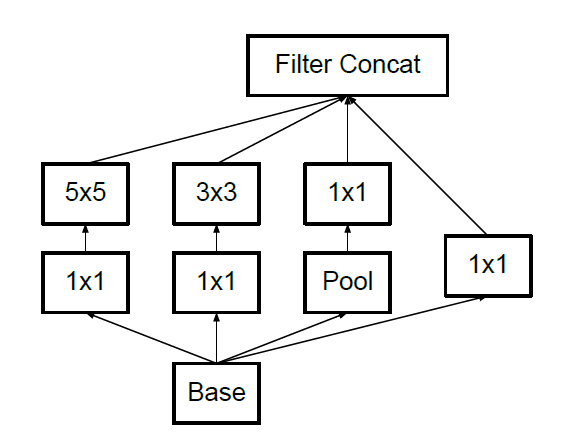 Filter Concat
5x5
3x3
1x1
1x1
1x1
1x1
Pool
Base